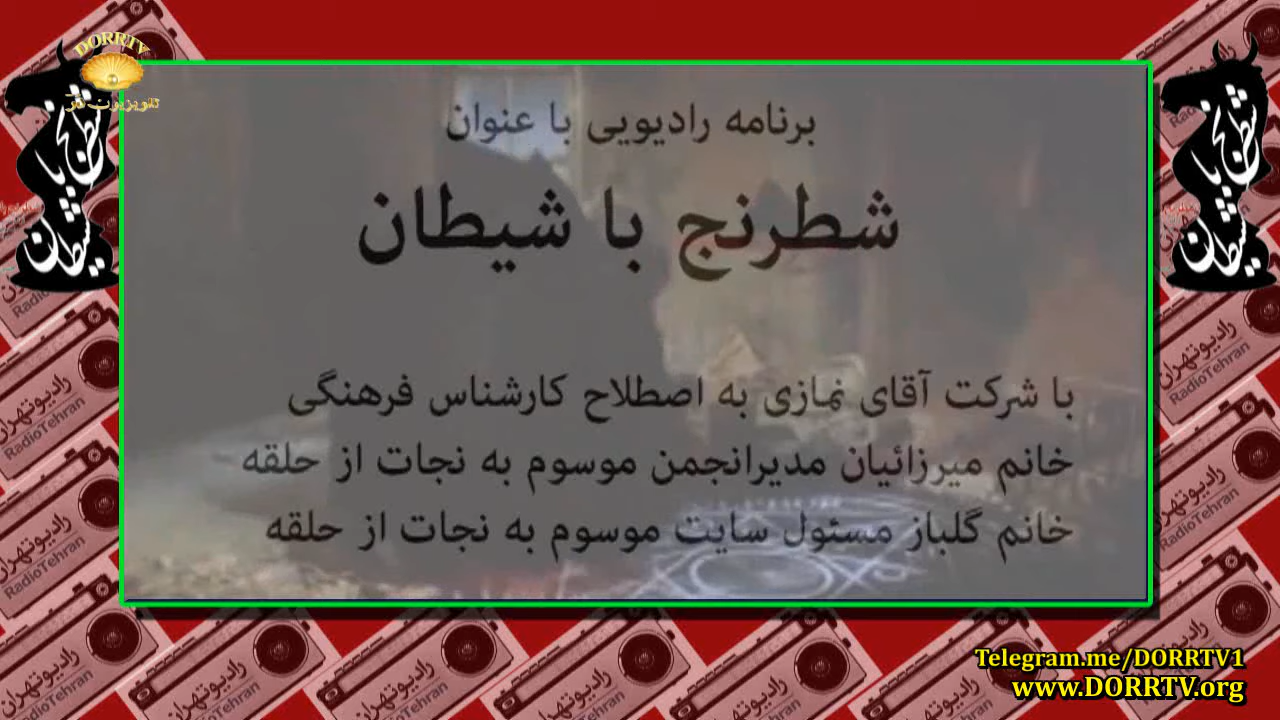 DORRTV
تلویزیون دُرّ
برنامه رادیویی با عنوان
شطرنج با شیطان
با شرکت آقای نمازی به اصطلاح کارشناس فرهنگی
خانم میرزائیان مدیرانجمن موسوم به نجات از حلقه
خانم گلباز مسئول سایت موسوم به نجات از حلقه
شطرنج با شیطان
شطرنج با شیطان
رادیوتهران
RadioTehran
Telegram.me/DORRTV1
www.DORRTV.org